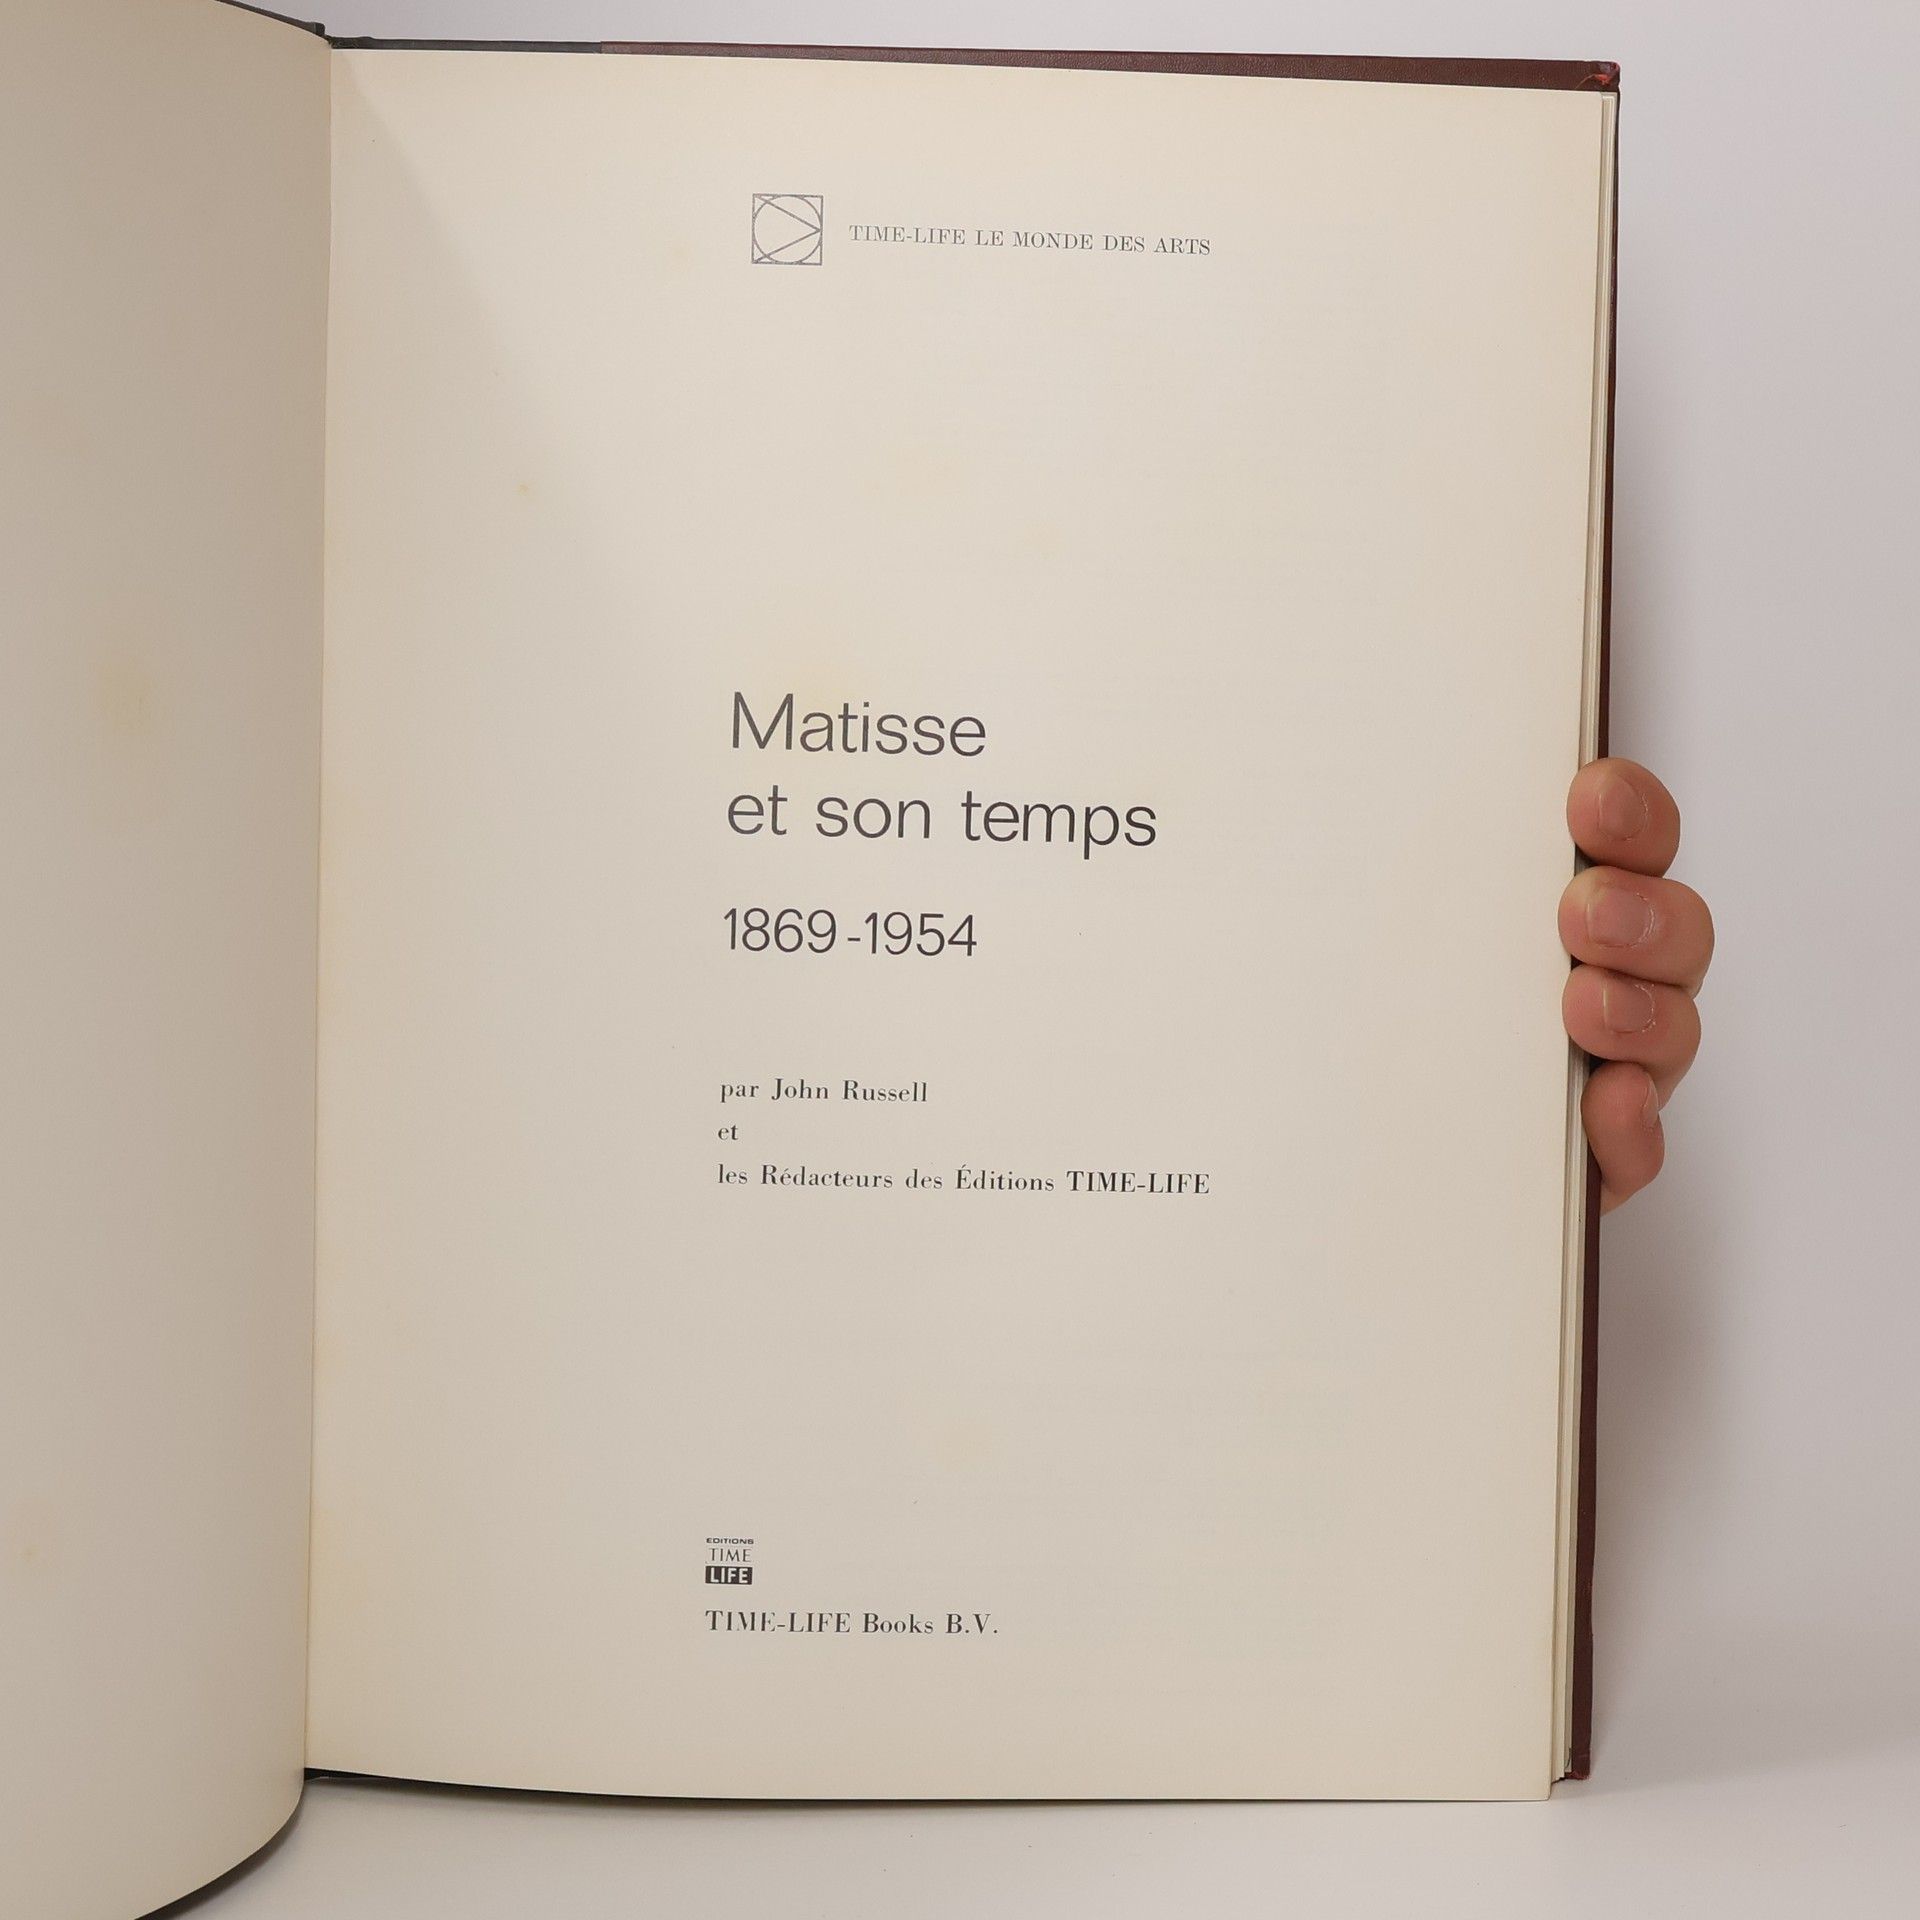 TIME-LIFE LE MONDE DES ARTS
Matisse
et son temps
1869-1954
par John Russell
et
les Rédacteurs des Éditions TIME-LIFE
EDITIONS
TIME
LIFE
TIME-LIFE Books B.V.